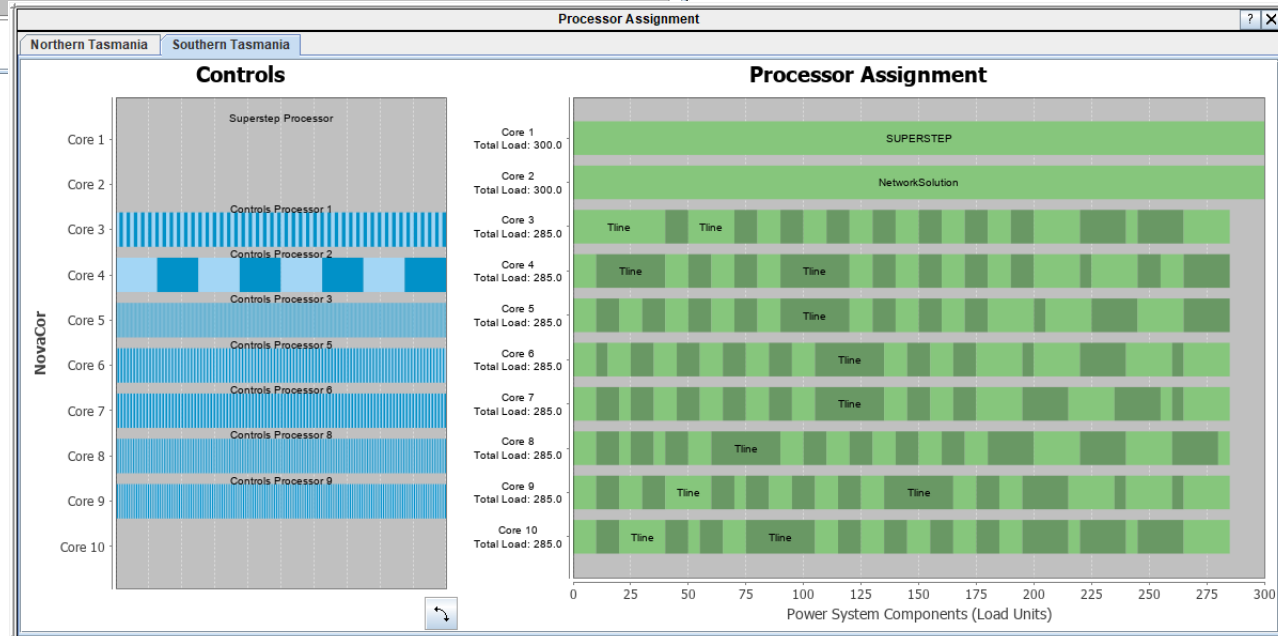 Processor Assignment
? X
Northern Tasmania
Southern Tasmania
Controls
NovaCor
Core 1
Core 2
Core 3
Core 4
Core 5
Core 6
Core 7
Core 8
Core 9
Core 10
Superstep Processor
Controls Processor 1
Controls Processor 2
Controls Processor 3
Controls Processor 5
Controls Processor 6
Controls Processor 8
Controls Processor 9
Processor Assignment
Core 1
Total Load: 300.0
SUPERSTEP
Core 2
Total Load: 300.0
NetworkSolution
Core 3
Total Load: 285.0
Tline
Tline
Core 4
Total Load: 285.0
Tline
Tline
Core 5
Total Load: 285.0
Tline
Core 6
Total Load: 285.0
Tline
Core 7
Total Load: 285.0
Tline
Core 8
Total Load: 285.0
Tline
Core 9
Total Load: 285.0
Tline
Tline
Core 10
Total Load: 285.0
Tline
Tline
0 25 50 75 100 125 150 175 200 225 250 275 300
Power System Components (Load Units)